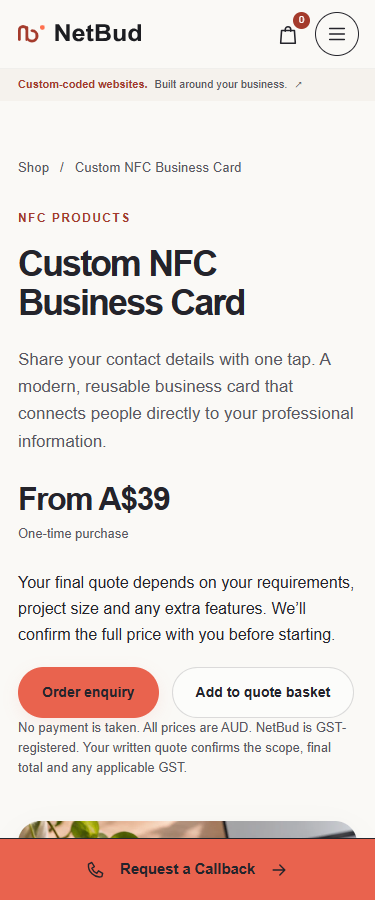 NetBud
0
Custom-coded websites. Built around your business. ↗
Shop / Custom NFC Business Card
NFC PRODUCTS
Custom NFC
Business Card
Share your contact details with one tap. A
modern, reusable business card that
connects people directly to your professional
information.
From A$39
One-time purchase
Your final quote depends on your requirements,
project size and any extra features. We’ll
confirm the full price with you before starting.
Order enquiry
Add to quote basket
No payment is taken. All prices are AUD. NetBud is GST-
registered. Your written quote confirms the scope, final
total and any applicable GST.
Request a Callback →